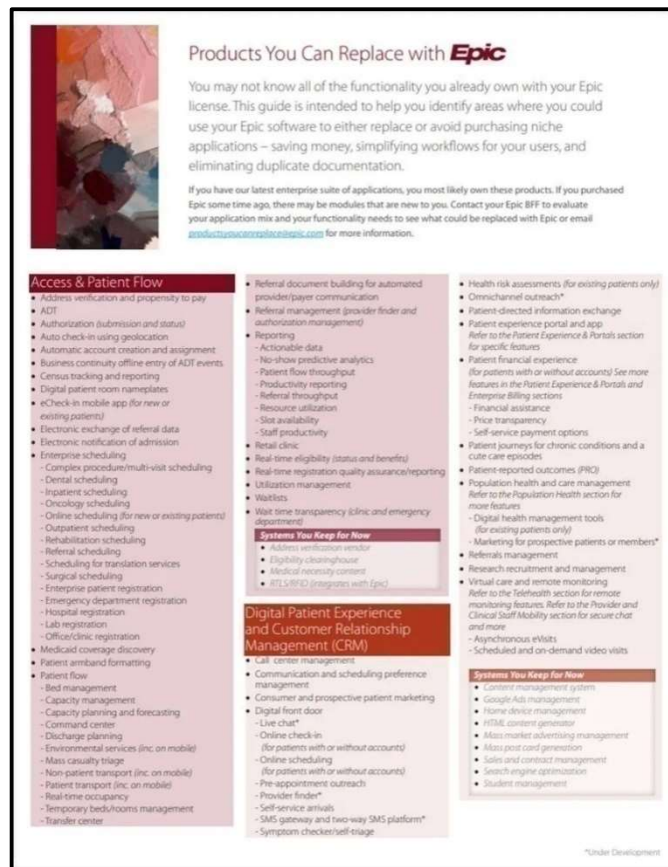 Products You Can Replace with Epic
You may not know all of the functionality you already own with your Epic
license. This guide is intended to help you identify areas where you could
use your Epic software to either replace or avoid purchasing niche
applications – saving money, simplifying workflows for your users, and
eliminating duplicate documentation.
If you have our latest enterprise suite of applications, you most likely own these products. If you purchased
Epic some time ago, there may be modules that are new to you. Contact your Epic BFF to evaluate
your application mix and your functionality needs to see what could be replaced with Epic or email
productsyoucanreplace@epic.com for more information.
Access & Patient Flow
• Address verification and propensity to pay
• ADT
• Authorization (submission and status)
• Auto check-in using geolocation
• Automatic account creation and assignment
• Business continuity offline entry of ADT events
• Census tracking and reporting
• Digital patient room nameplates
• eCheck-in mobile app (for new or
existing patients)
• Electronic exchange of referral data
• Electronic notification of admission
• Enterprise scheduling
- Complex procedure/multi-visit scheduling
- Dental scheduling
- Inpatient scheduling
- Oncology scheduling
- Online scheduling (for new or existing patients)
- Outpatient scheduling
- Rehabilitation scheduling
- Referral scheduling
- Scheduling for translation services
- Surgical scheduling
- Enterprise patient registration
- Emergency department registration
- Hospital registration
- Lab registration
- Office/clinic registration
• Medicaid coverage discovery
• Patient armband formatting
• Patient flow
- Bed management
- Capacity management
- Capacity planning and forecasting
- Command center
- Discharge planning
- Environmental services (inc. on mobile)
- Mass casualty triage
- Non-patient transport (inc. on mobile)
- Patient transport (inc. on mobile)
- Real-time occupancy
- Temporary beds/rooms management
- Transfer center
• Referral document building for automated
provider/payer communication
• Referral management (provider finder and
authorization management)
• Reporting
- Actionable data
- No-show predictive analytics
- Patient flow throughput
- Productivity reporting
- Referral throughput
- Resource utilization
- Slot availability
- Staff productivity
• Retail clinic
• Real-time eligibility (status and benefits)
• Real-time registration quality assurance/reporting
• Utilization management
• Waitlists
• Wait time transparency (clinic and emergency
department)
Systems You Keep for Now
• Address verification vendor
• Eligibility clearinghouse
• Medical necessity content
• RTLS/RFID (integrates with Epic)
Digital Patient Experience
and Customer Relationship
Management (CRM)
• Call center management
• Communication and scheduling preference
management
• Consumer and prospective patient marketing
• Digital front door
- Live chat*
- Online check-in
(for patients with or without accounts)
- Online scheduling
(for patients with or without accounts)
- Pre-appointment outreach
- Provider finder*
- Self-service arrivals
- SMS gateway and two-way SMS platform*
- Symptom checker/self-triage
• Health risk assessments (for existing patients only)
• Omnichannel outreach*
• Patient-directed information exchange
• Patient experience portal and app
Refer to the Patient Experience & Portals section
for specific features
• Patient financial experience
(for patients with or without accounts) See more
features in the Patient Experience & Portals and
Enterprise Billing sections
- Financial assistance
- Price transparency
- Self-service payment options
• Patient journeys for chronic conditions and a
cute care episodes
• Patient-reported outcomes (PRO)
• Population health and care management
Refer to the Population Health section for
more features
- Digital health management tools
(for existing patients only)
- Marketing for prospective patients or members*
• Referrals management
• Research recruitment and management
• Virtual care and remote monitoring
Refer to the Telehealth section for remote
monitoring features. Refer to the Provider and
Clinical Staff Mobility section for secure chat
and more
- Asynchronous eVisits
- Scheduled and on-demand video visits
Systems You Keep for Now
• Content management system
• Google Ads management
• Home device management
• HTML content generator
• Mass market advertising management
• Mass post card generation
• Sales and contract management
• Search engine optimization
• Student management
*Under Development